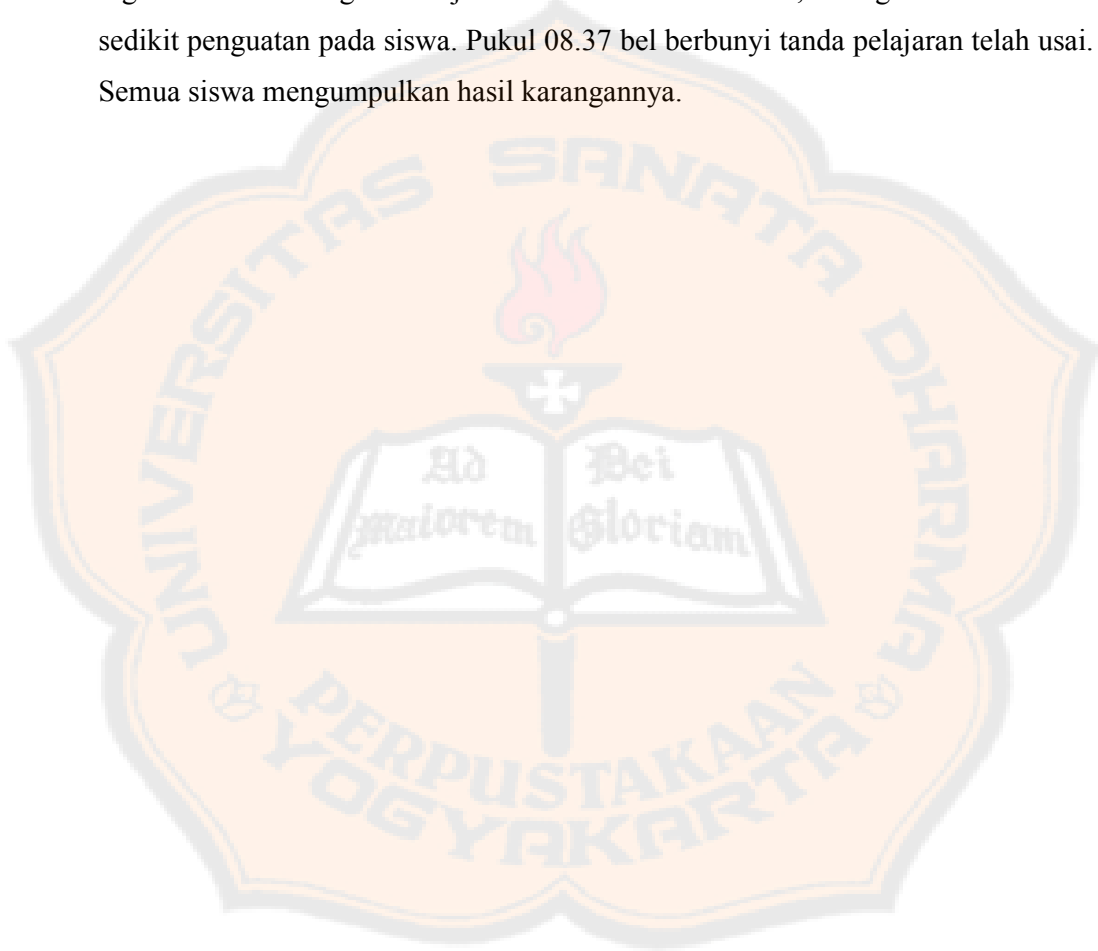 sedikit penguatan pada siswa. Pukul 08.37 bel berbunyi tanda pelajaran telah usai.
Semua siswa mengumpulkan hasil karangannya.
UNIVERSITAS SANATA DHARMA
Ad
Maiorem
Dei
Gloriam
PERPUSTAKAAN
YOGYAKARTA